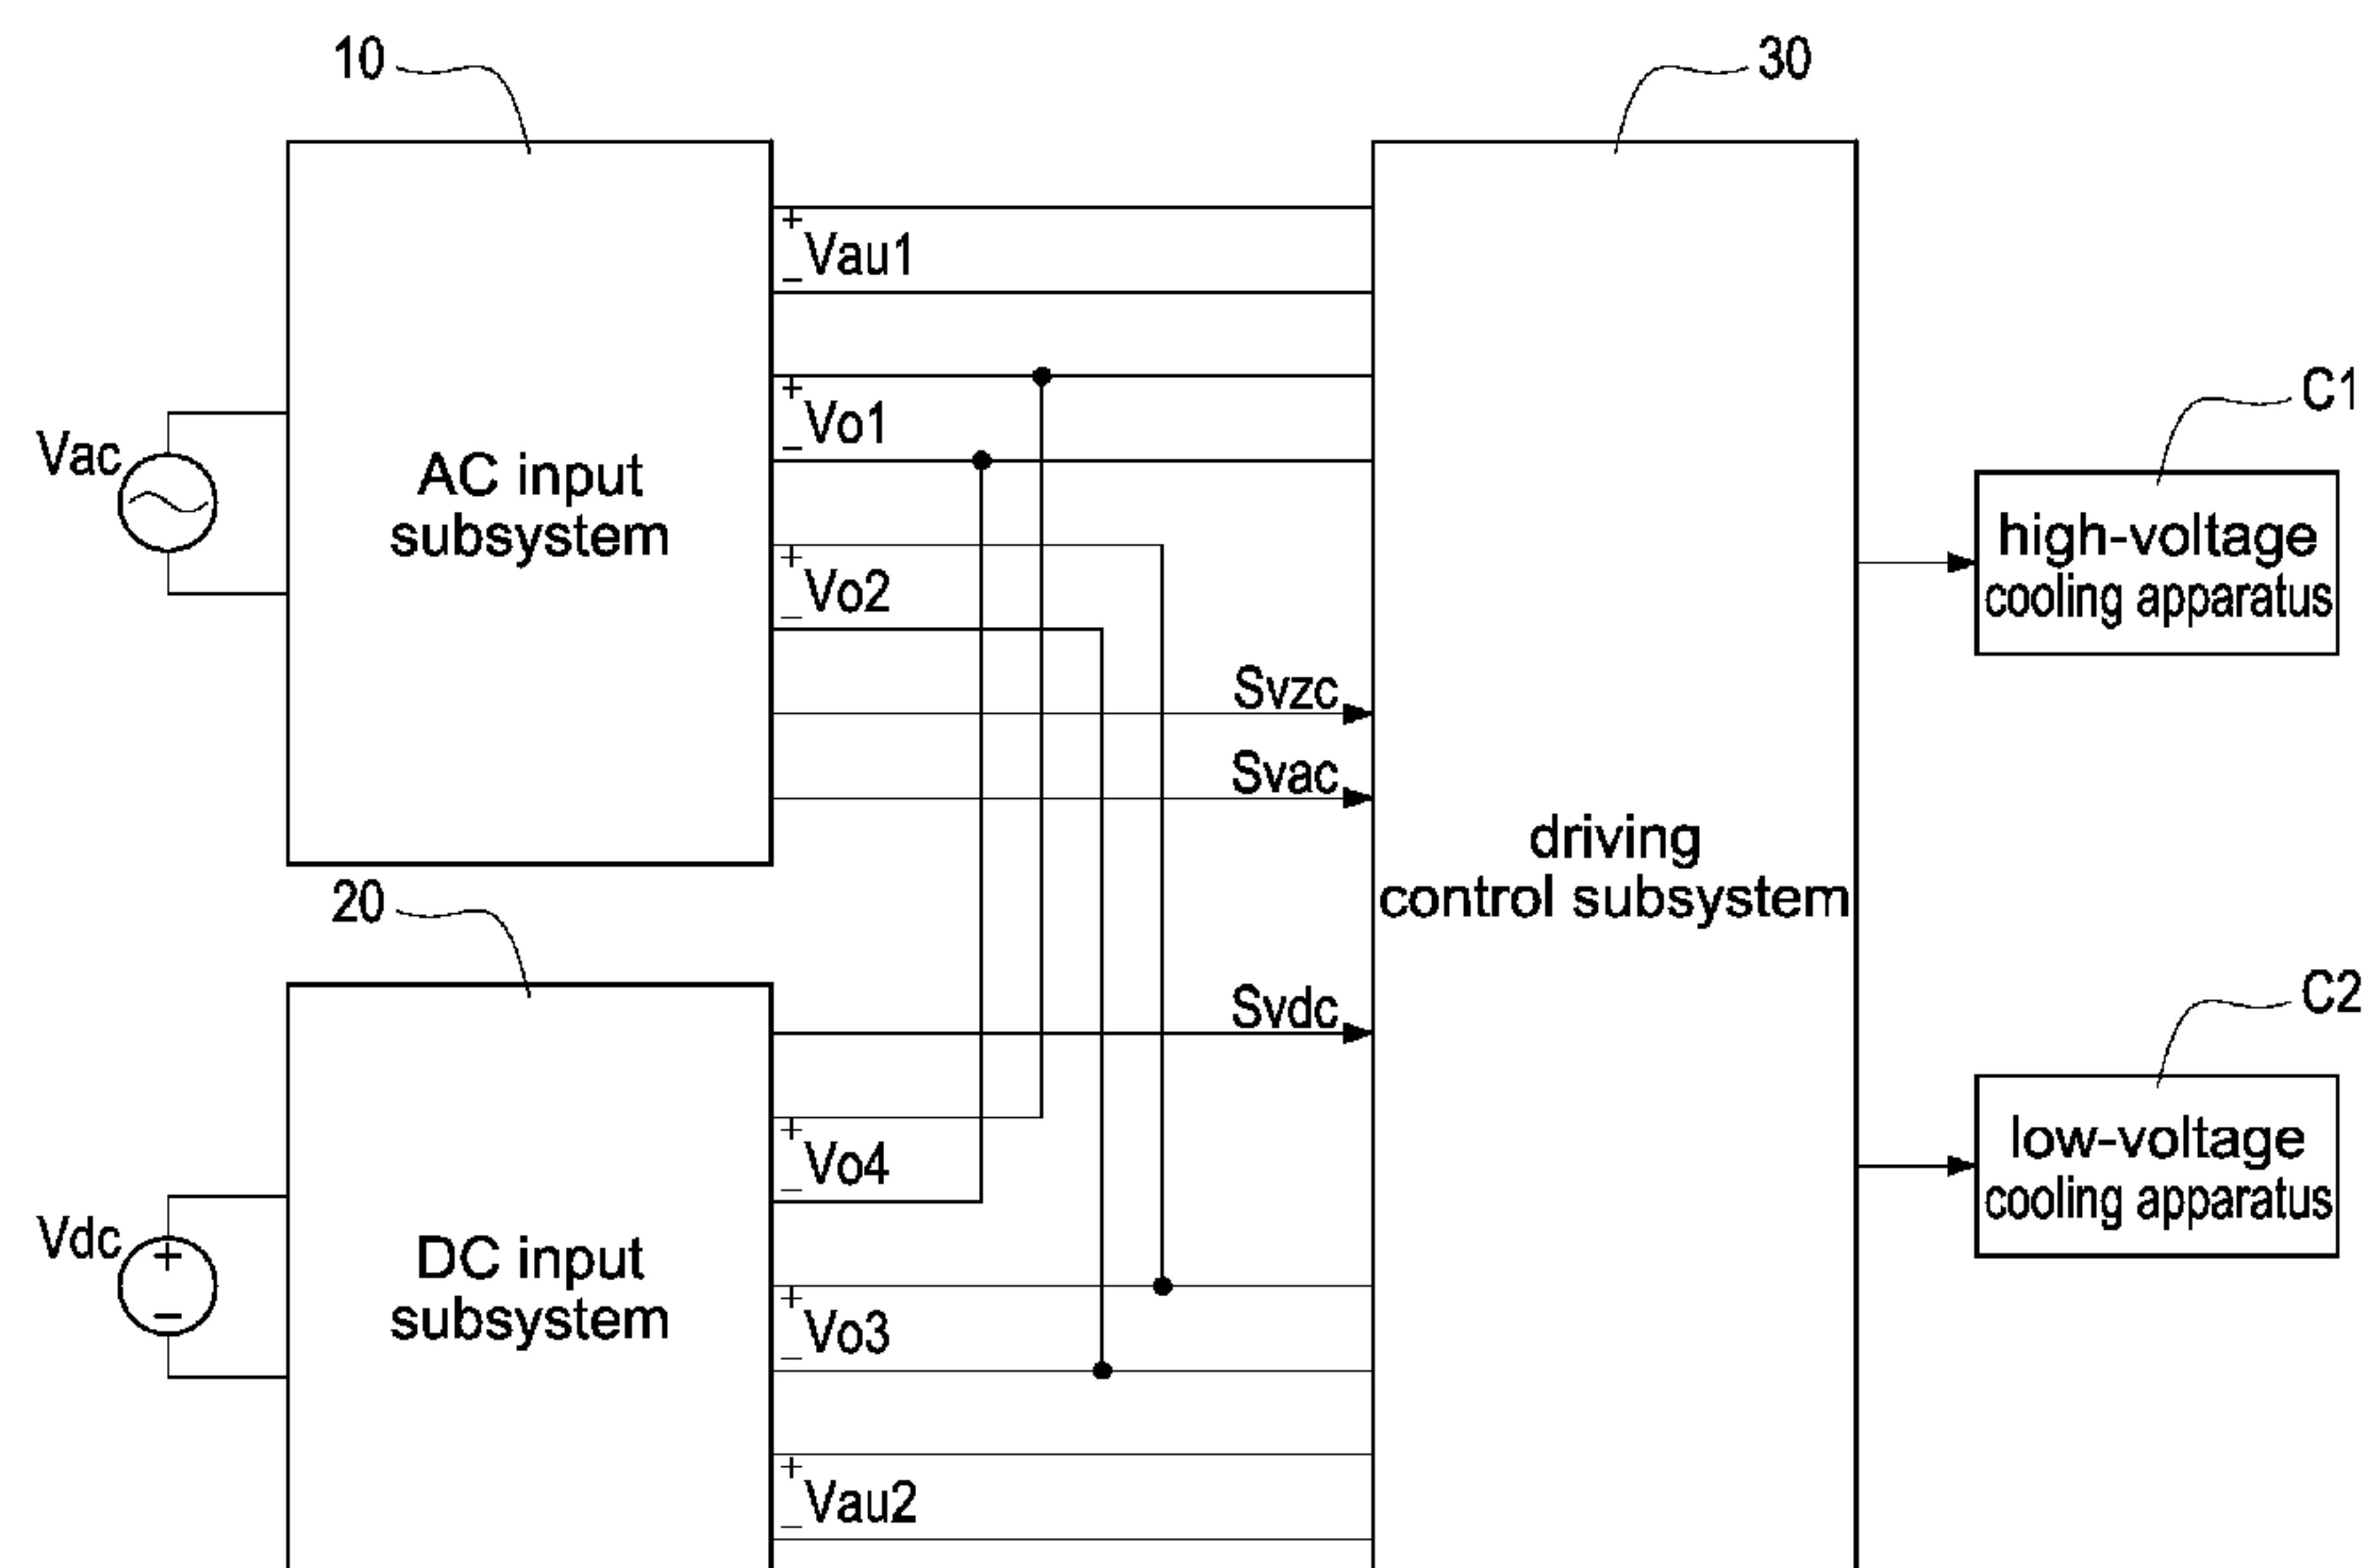 10
30
+
Vau1
−
C1
+
Vo1
−
Vac
AC input
subsystem
+
Vo2
−
high-voltage
cooling apparatus
Svzc
Svac
driving
control subsystem
20
C2
Svdc
+
Vo4
−
low-voltage
cooling apparatus
Vdc
+
−
DC input
subsystem
+
Vo3
−
+
Vau2
−